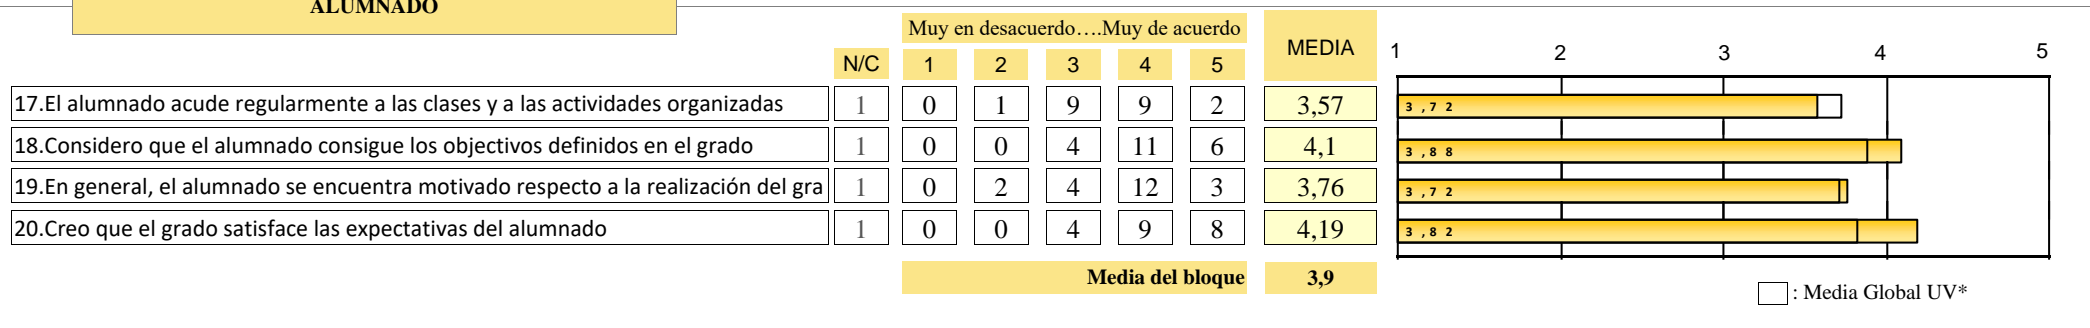 ALUMNADO
Muy en desacuerdo….Muy de acuerdo
MEDIA
1 2 3 4 5
N/C 1 2 3 4 5
17.El alumnado acude regularmente a las clases y a las actividades organizadas 1 0 1 9 9 2 3,57 3,72
18.Considero que el alumnado consigue los objectivos definidos en el grado 1 0 0 4 11 6 4,1 3,88
19.En general, el alumnado se encuentra motivado respecto a la realización del gra 1 0 2 4 12 3 3,76 3,72
20.Creo que el grado satisface las expectativas del alumnado 1 0 0 4 9 8 4,19 3,82
Media del bloque 3,9
: Media Global UV*